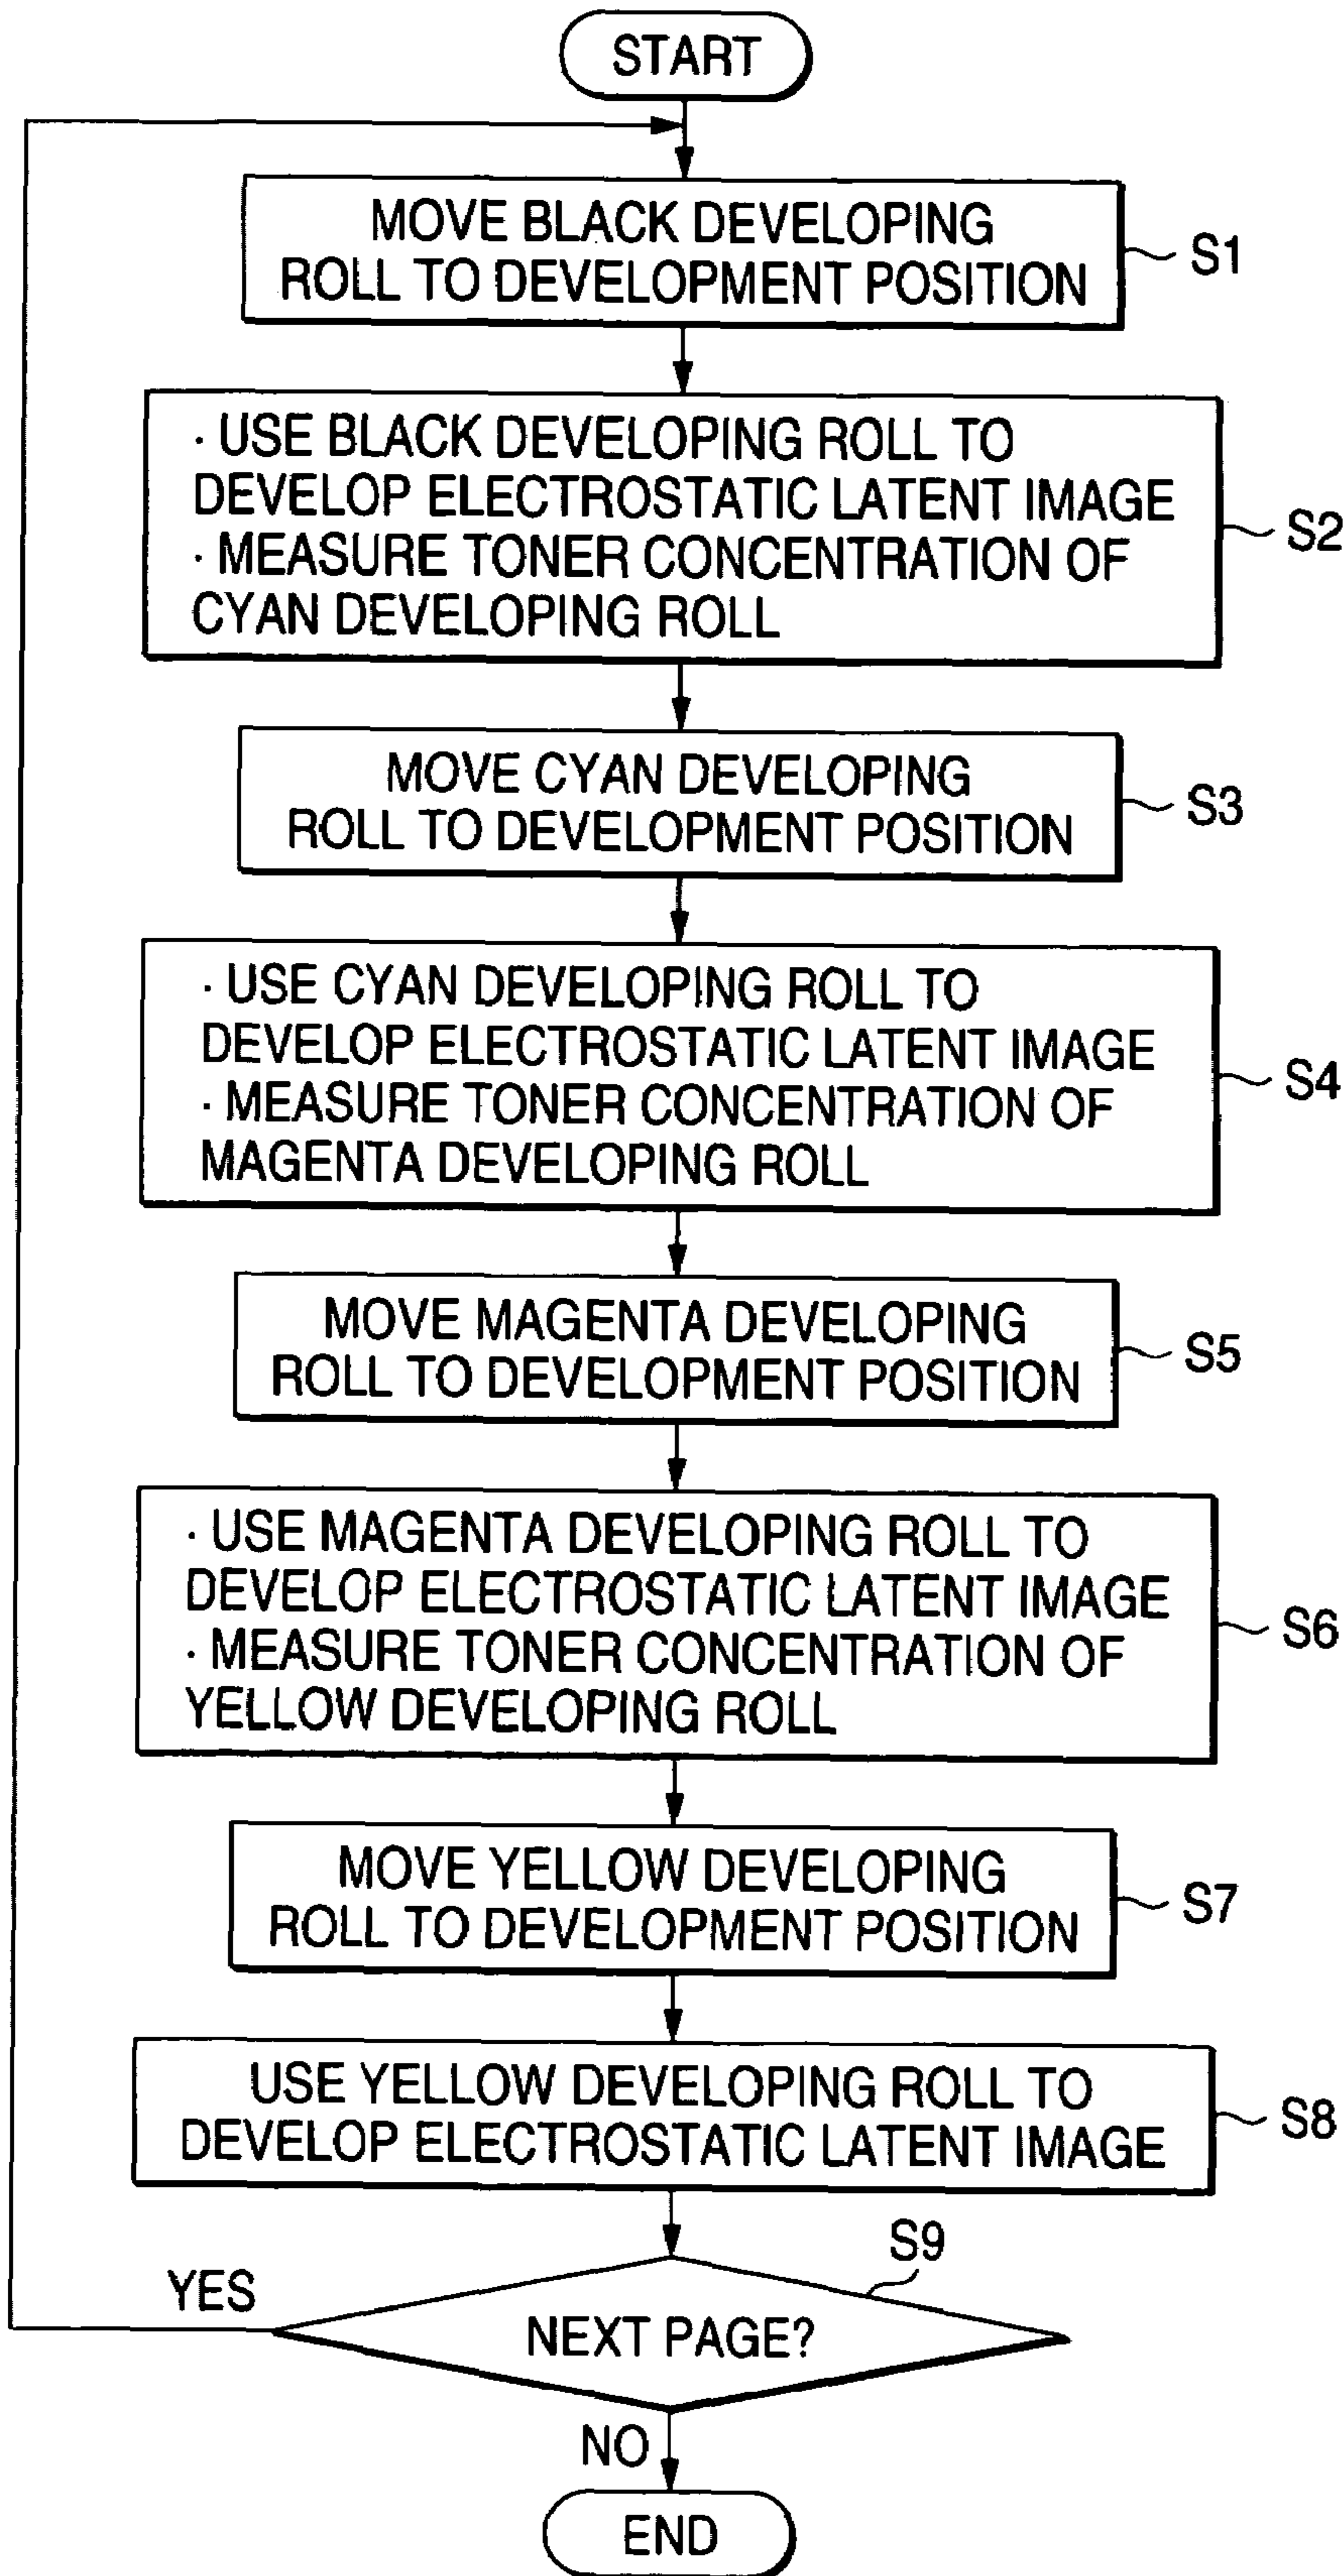 START
MOVE BLACK DEVELOPING
ROLL TO DEVELOPMENT POSITION
S1
· USE BLACK DEVELOPING ROLL TO
DEVELOP ELECTROSTATIC LATENT IMAGE
· MEASURE TONER CONCENTRATION OF
CYAN DEVELOPING ROLL
S2
MOVE CYAN DEVELOPING
ROLL TO DEVELOPMENT POSITION
S3
· USE CYAN DEVELOPING ROLL TO
DEVELOP ELECTROSTATIC LATENT IMAGE
· MEASURE TONER CONCENTRATION OF
MAGENTA DEVELOPING ROLL
S4
MOVE MAGENTA DEVELOPING
ROLL TO DEVELOPMENT POSITION
S5
· USE MAGENTA DEVELOPING ROLL TO
DEVELOP ELECTROSTATIC LATENT IMAGE
· MEASURE TONER CONCENTRATION OF
YELLOW DEVELOPING ROLL
S6
MOVE YELLOW DEVELOPING
ROLL TO DEVELOPMENT POSITION
S7
USE YELLOW DEVELOPING ROLL TO
DEVELOP ELECTROSTATIC LATENT IMAGE
S8
S9
YES
NEXT PAGE?
NO
END